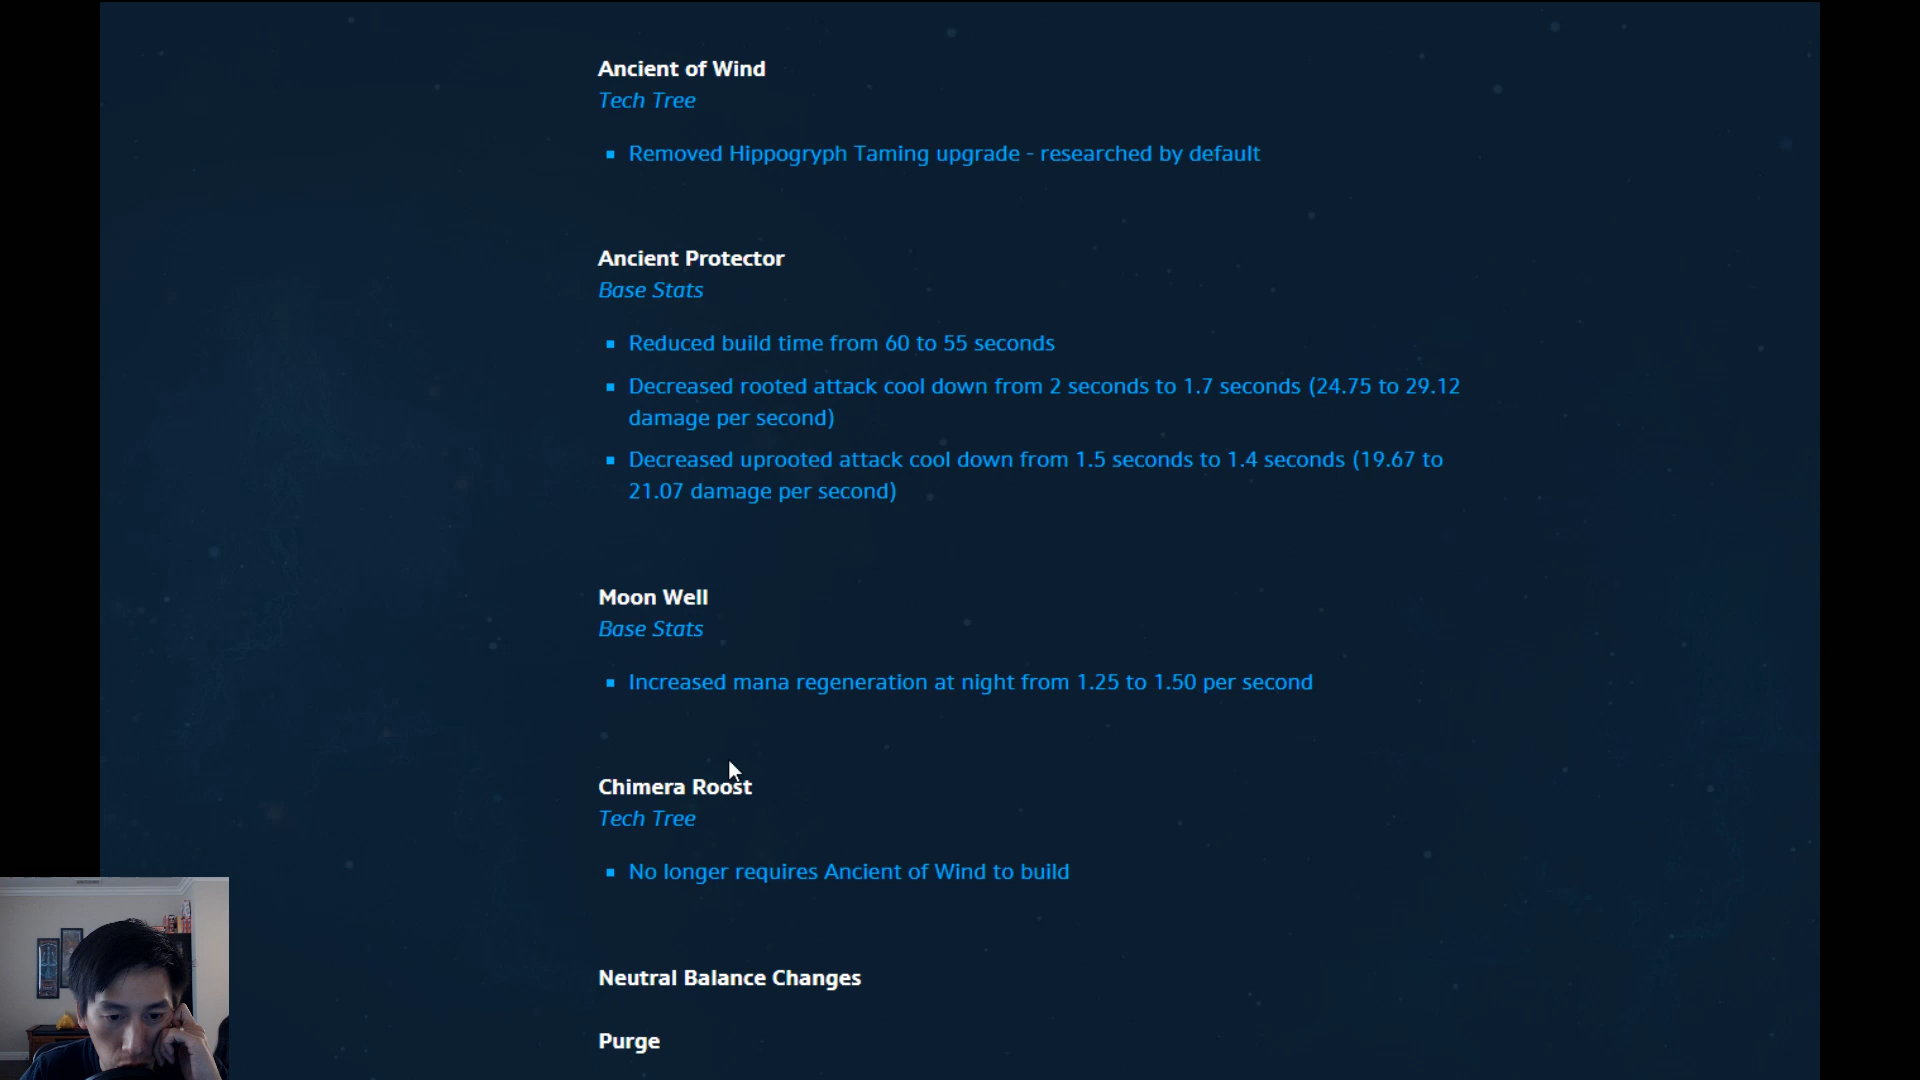 Ancient of Wind
Tech Tree
Removed Hippogryph Taming upgrade - researched by default
Ancient Protector
Base Stats
Reduced build time from 60 to 55 seconds
Decreased rooted attack cool down from 2 seconds to 1.7 seconds (24.75 to 29.12
damage per second)
Decreased uprooted attack cool down from 1.5 seconds to 1.4 seconds (19.67 to
21.07 damage per second)
Moon Well
Base Stats
Increased mana regeneration at night from 1.25 to 1.50 per second
Chimera Roost
Tech Tree
No longer requires Ancient of Wind to build
Neutral Balance Changes
Purge